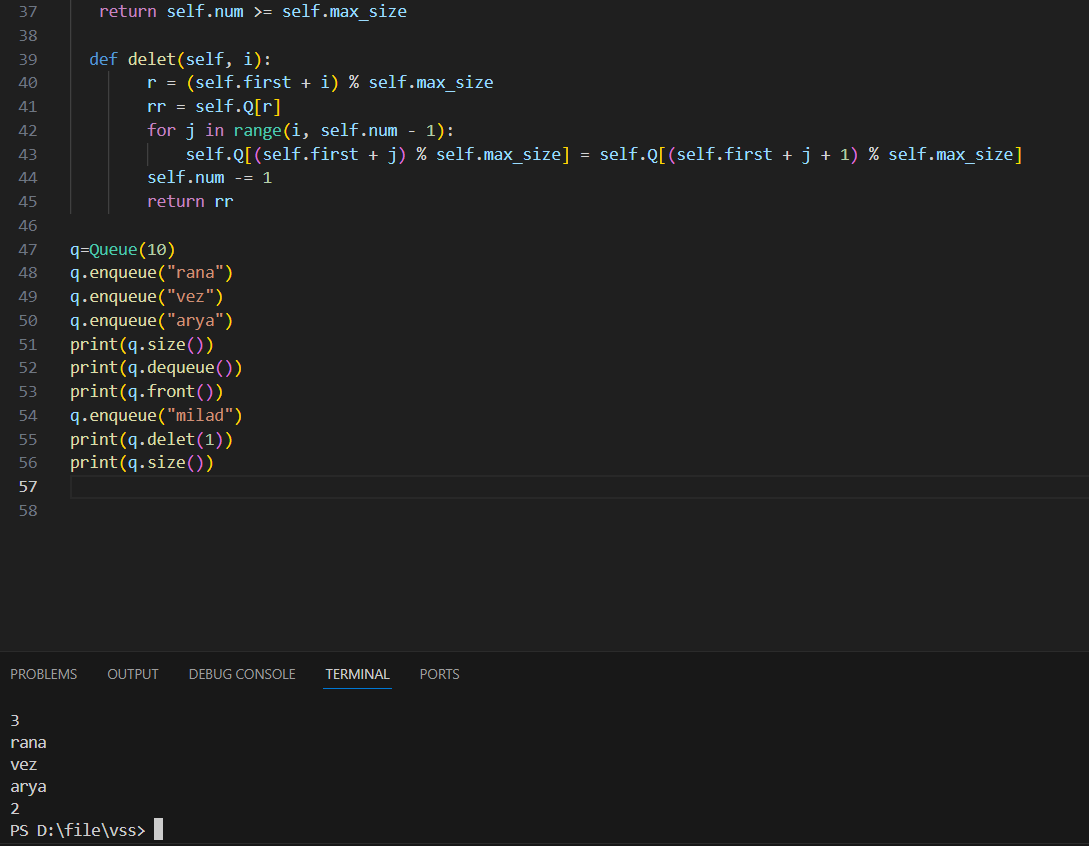 37 return self.num >= self.max_size
38
39 def delet(self, i):
40 r = (self.first + i) % self.max_size
41 rr = self.Q[r]
42 for j in range(i, self.num - 1):
43 self.Q[(self.first + j) % self.max_size] = self.Q[(self.first + j + 1) % self.max_size]
44 self.num -= 1
45 return rr
46
47 q=Queue(10)
48 q.enqueue("rana")
49 q.enqueue("vez")
50 q.enqueue("arya")
51 print(q.size())
52 print(q.dequeue())
53 print(q.front())
54 q.enqueue("milad")
55 print(q.delet(1))
56 print(q.size())
57
58
PROBLEMS OUTPUT DEBUG CONSOLE TERMINAL PORTS
3
rana
vez
arya
2
PS D:\file\vss>